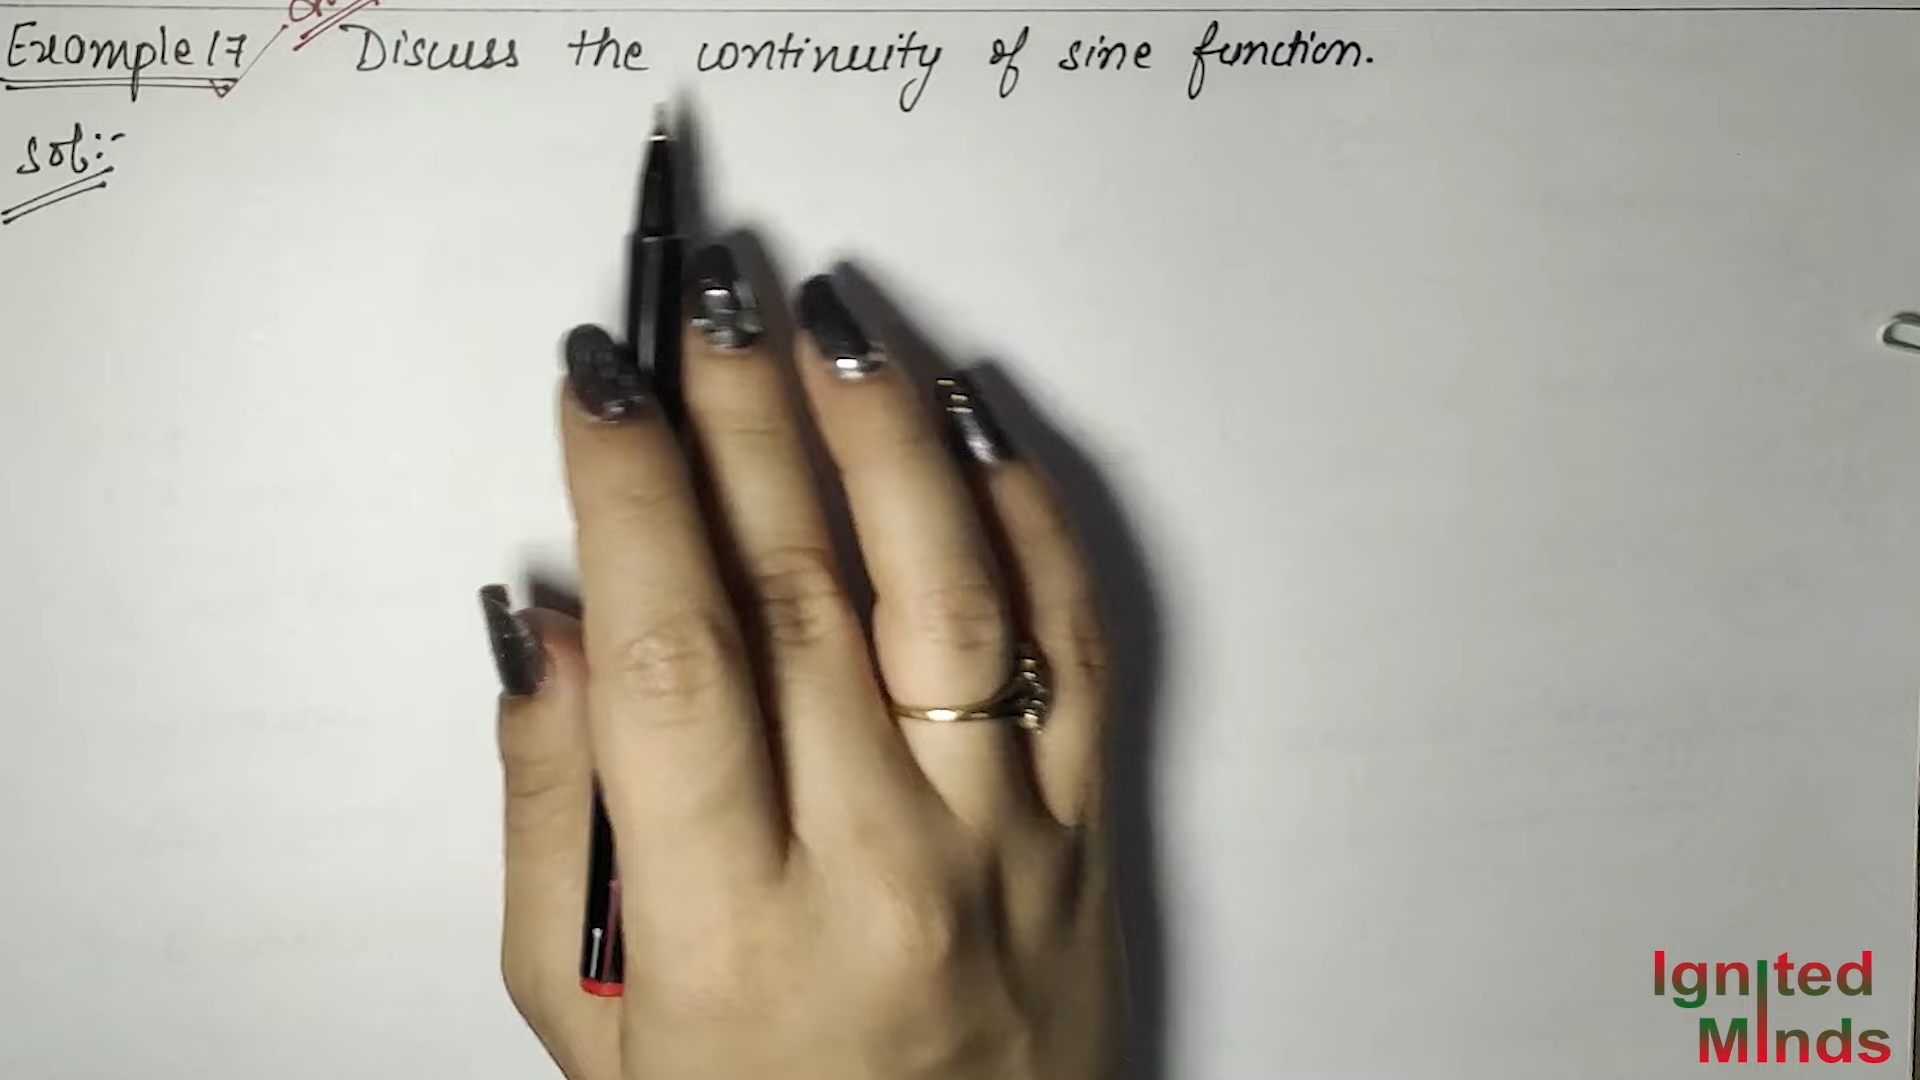 Example 17 Discuss the continuity of sine function.
Sol:-
Ignited
Minds